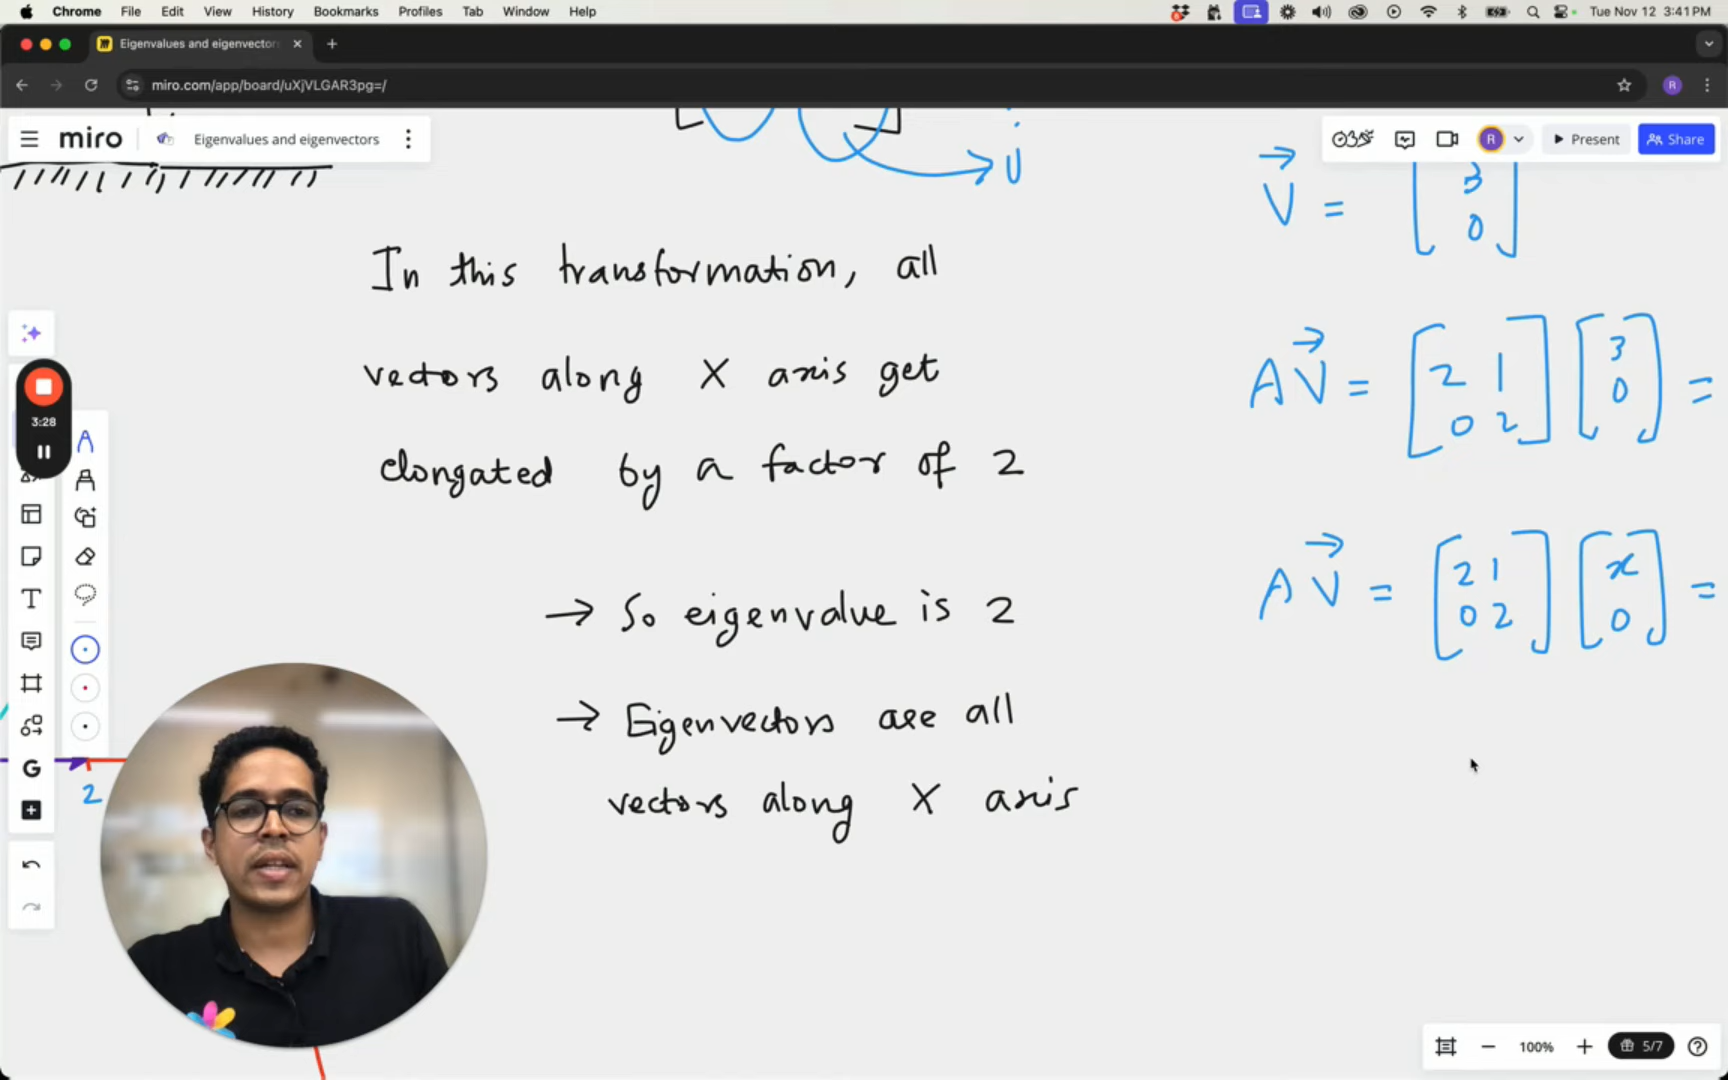 Chrome File Edit View History Bookmarks Profiles Tab Window Help Tue Nov 12 3:41 PM
Eigenvalues and eigenvector
miro.com/app/board/uXjVLGAR3pg=/ R
miro Eigenvalues and eigenvectors R Present Share
j
V = [3
0]
In this transformation, all
vectors along X axis get
elongated by a factor of 2
AV = [2 1 [3 =
0 2] 0]
3:28
→ So eigenvalue is 2
AV = [2 1 [x =
0 2] 0]
→ Eigenvectors are all
vectors along X axis
T
G
2
100% 5/7